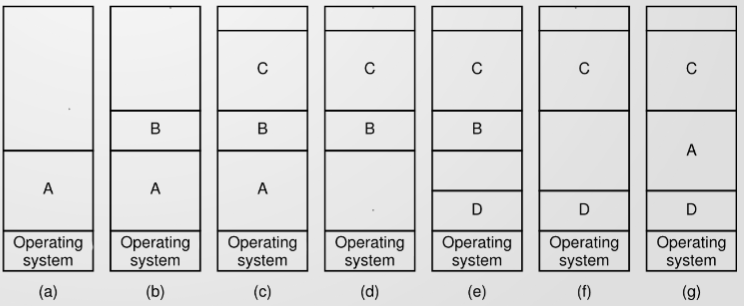 A
Operating
system
(a)
B
A
Operating
system
(b)
C
B
A
Operating
system
(c)
C
B
Operating
system
(d)
C
B
D
Operating
system
(e)
C
D
Operating
system
(f)
C
A
D
Operating
system
(g)